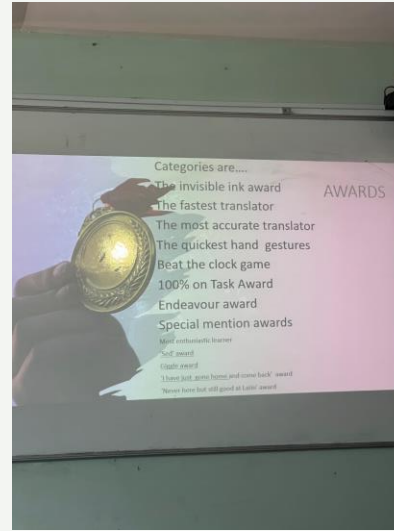 Categories are....
The invisible ink award
AWARDS
The fastest translator
The most accurate translator
The quickest hand gestures
Beat the clock game
100% on Task Award
Endeavour award
Special mention awards
Most enthusiastic learner
'Sed' award
Giggle award
'I have just gone home and come back' award
'Never here but still good at Latin' award